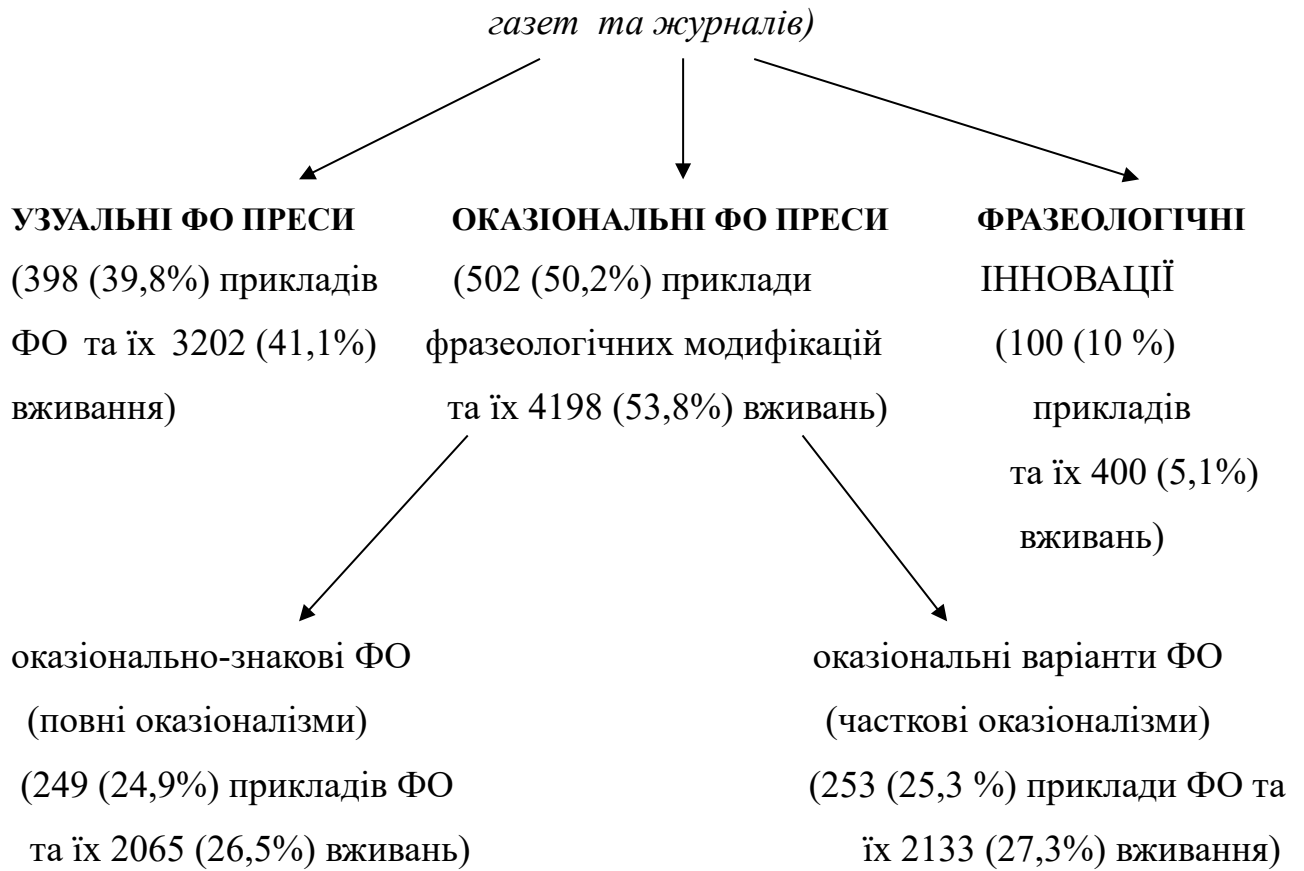 газет та журналів)
УЗУАЛЬНІ ФО ПРЕСИ
(398 (39,8%) прикладів
ФО та їх 3202 (41,1%)
вживання)
ОКАЗІОНАЛЬНІ ФО ПРЕСИ
(502 (50,2%) приклади
фразеологічних модифікацій
та їх 4198 (53,8%) вживань)
ФРАЗЕОЛОГІЧНІ
ІННОВАЦІЇ
(100 (10 %)
прикладів
та їх 400 (5,1%)
вживань)
оказіонально-знакові ФО
(повні оказіоналізми)
(249 (24,9%) прикладів ФО
та їх 2065 (26,5%) вживань)
оказіональні варіанти ФО
(часткові оказіоналізми)
(253 (25,3 %) приклади ФО та
їх 2133 (27,3%) вживання)